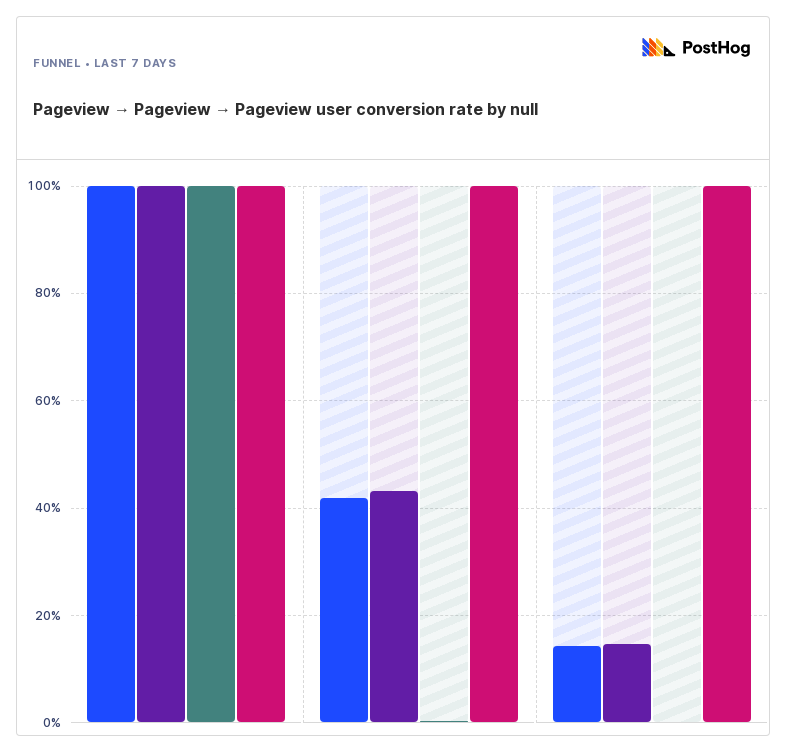 PostHog
FUNNEL • LAST 7 DAYS
Pageview → Pageview → Pageview user conversion rate by null
100%
80%
60%
40%
20%
0%